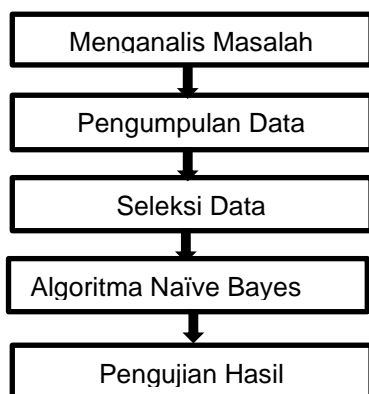 Menganalis Masalah
Pengumpulan Data
Seleksi Data
Algoritma Naïve Bayes
Pengujian Hasil